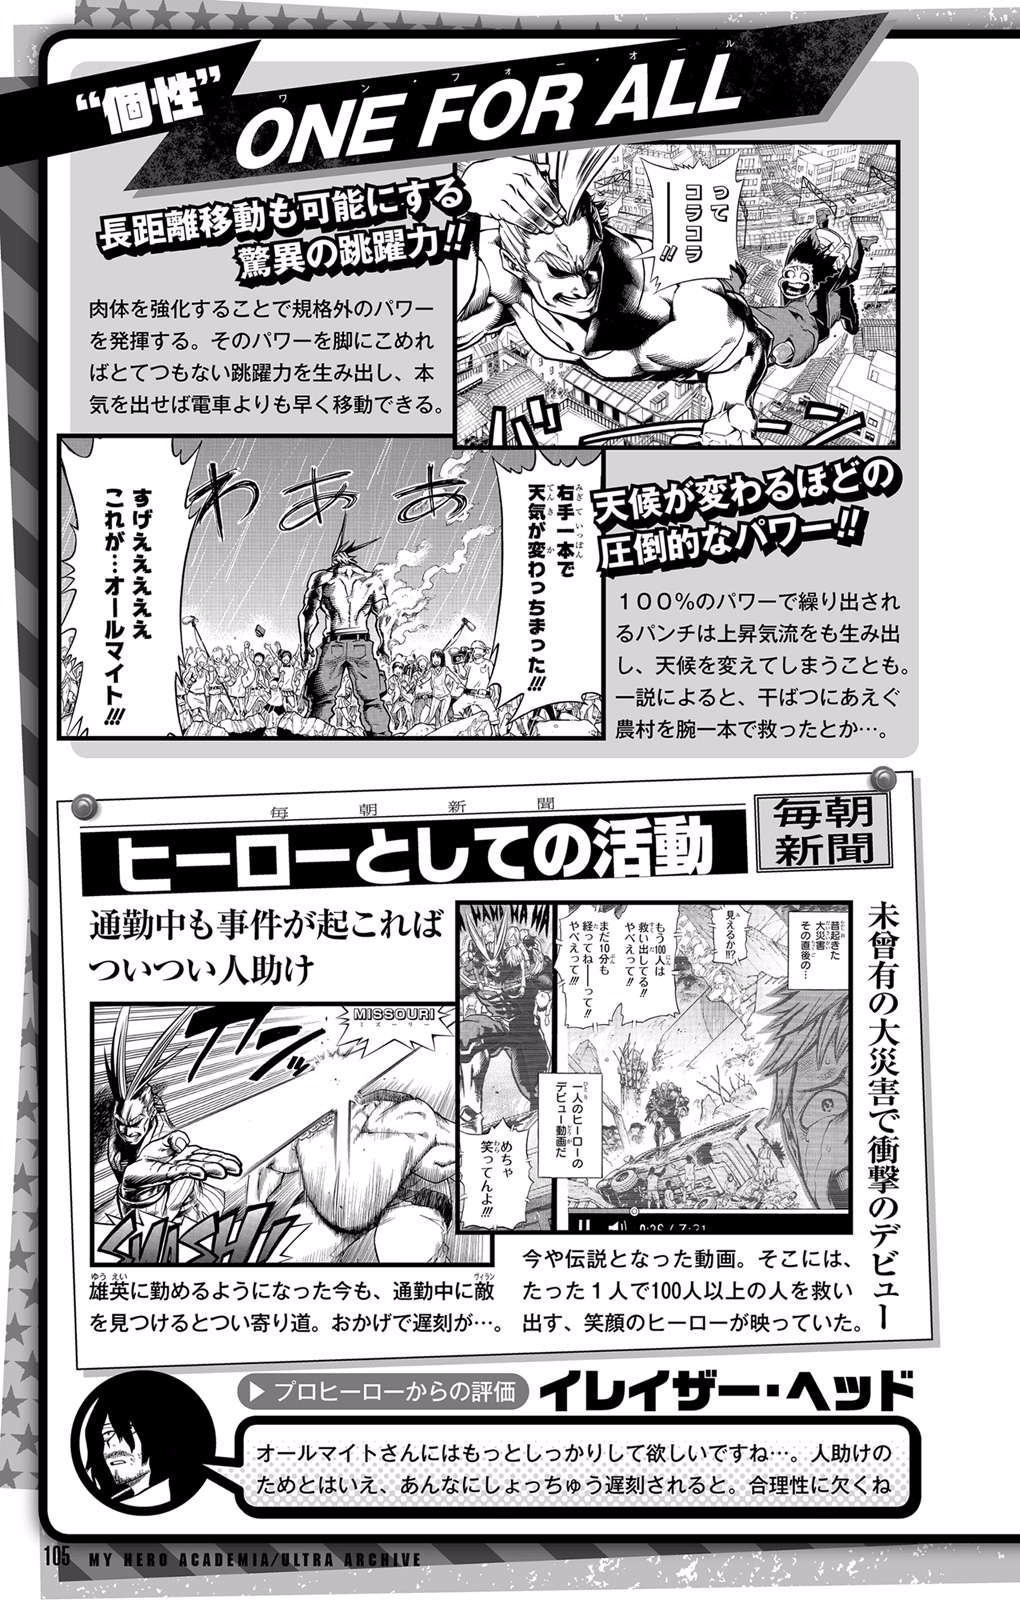 “個性”
ワン・フォー・オール
ONE FOR ALL
長距離移動も可能にする
驚異の跳躍力!!
肉体を強化することで規格外のパワー
を発揮する。そのパワーを脚にこめれ
ばとてつもない跳躍力を生み出し、本
気を出せば電車よりも早く移動できる。
って
コラコラ
――!!
天候が変わるほどの
圧倒的なパワー!!
100%のパワーで繰り出され
るパンチは上昇気流をも生み出
し、天候を変えてしまうことも。
一説によると、干ばつにあえぐ
農村を腕一本で救ったとか…。
右手一本で
天気が変わっちまった!!!
わあぁぁ
すげえええええ
これが…オールマイト!!!
毎朝新聞
ヒーローとしての活動
毎朝
新聞
未曾有の大災害で衝撃のデビュー
昔起きた
大災害
その直後の…
見えるか!?
もう100人は
救い出してる!!
やべえって!!!
まだ10分も
経ってねーって!!
やべえって!!!
HAHA HA HA
一人のヒーローの
デビュー動画だ
めちゃ
笑ってんよ!!!
0:26 / 7:31
今や伝説となった動画。そこには、
たった1人で100人以上の人を救い
出す、笑顔のヒーローが映っていた。
通勤中も事件が起これば
ついつい人助け
MISSOURI
ミズーリー
SMASH!
雄英に勤めるようになった今も、通勤中に敵
を見つけるとつい寄り道。おかげで遅刻が…。
▶プロヒーローからの評価
イレイザー・ヘッド
オールマイトさんにはもっとしっかりして欲しいですね…。人助けの
ためとはいえ、あんなにしょっちゅう遅刻されると。合理性に欠くね
105 MY HERO ACADEMIA/ULTRA ARCHIVE